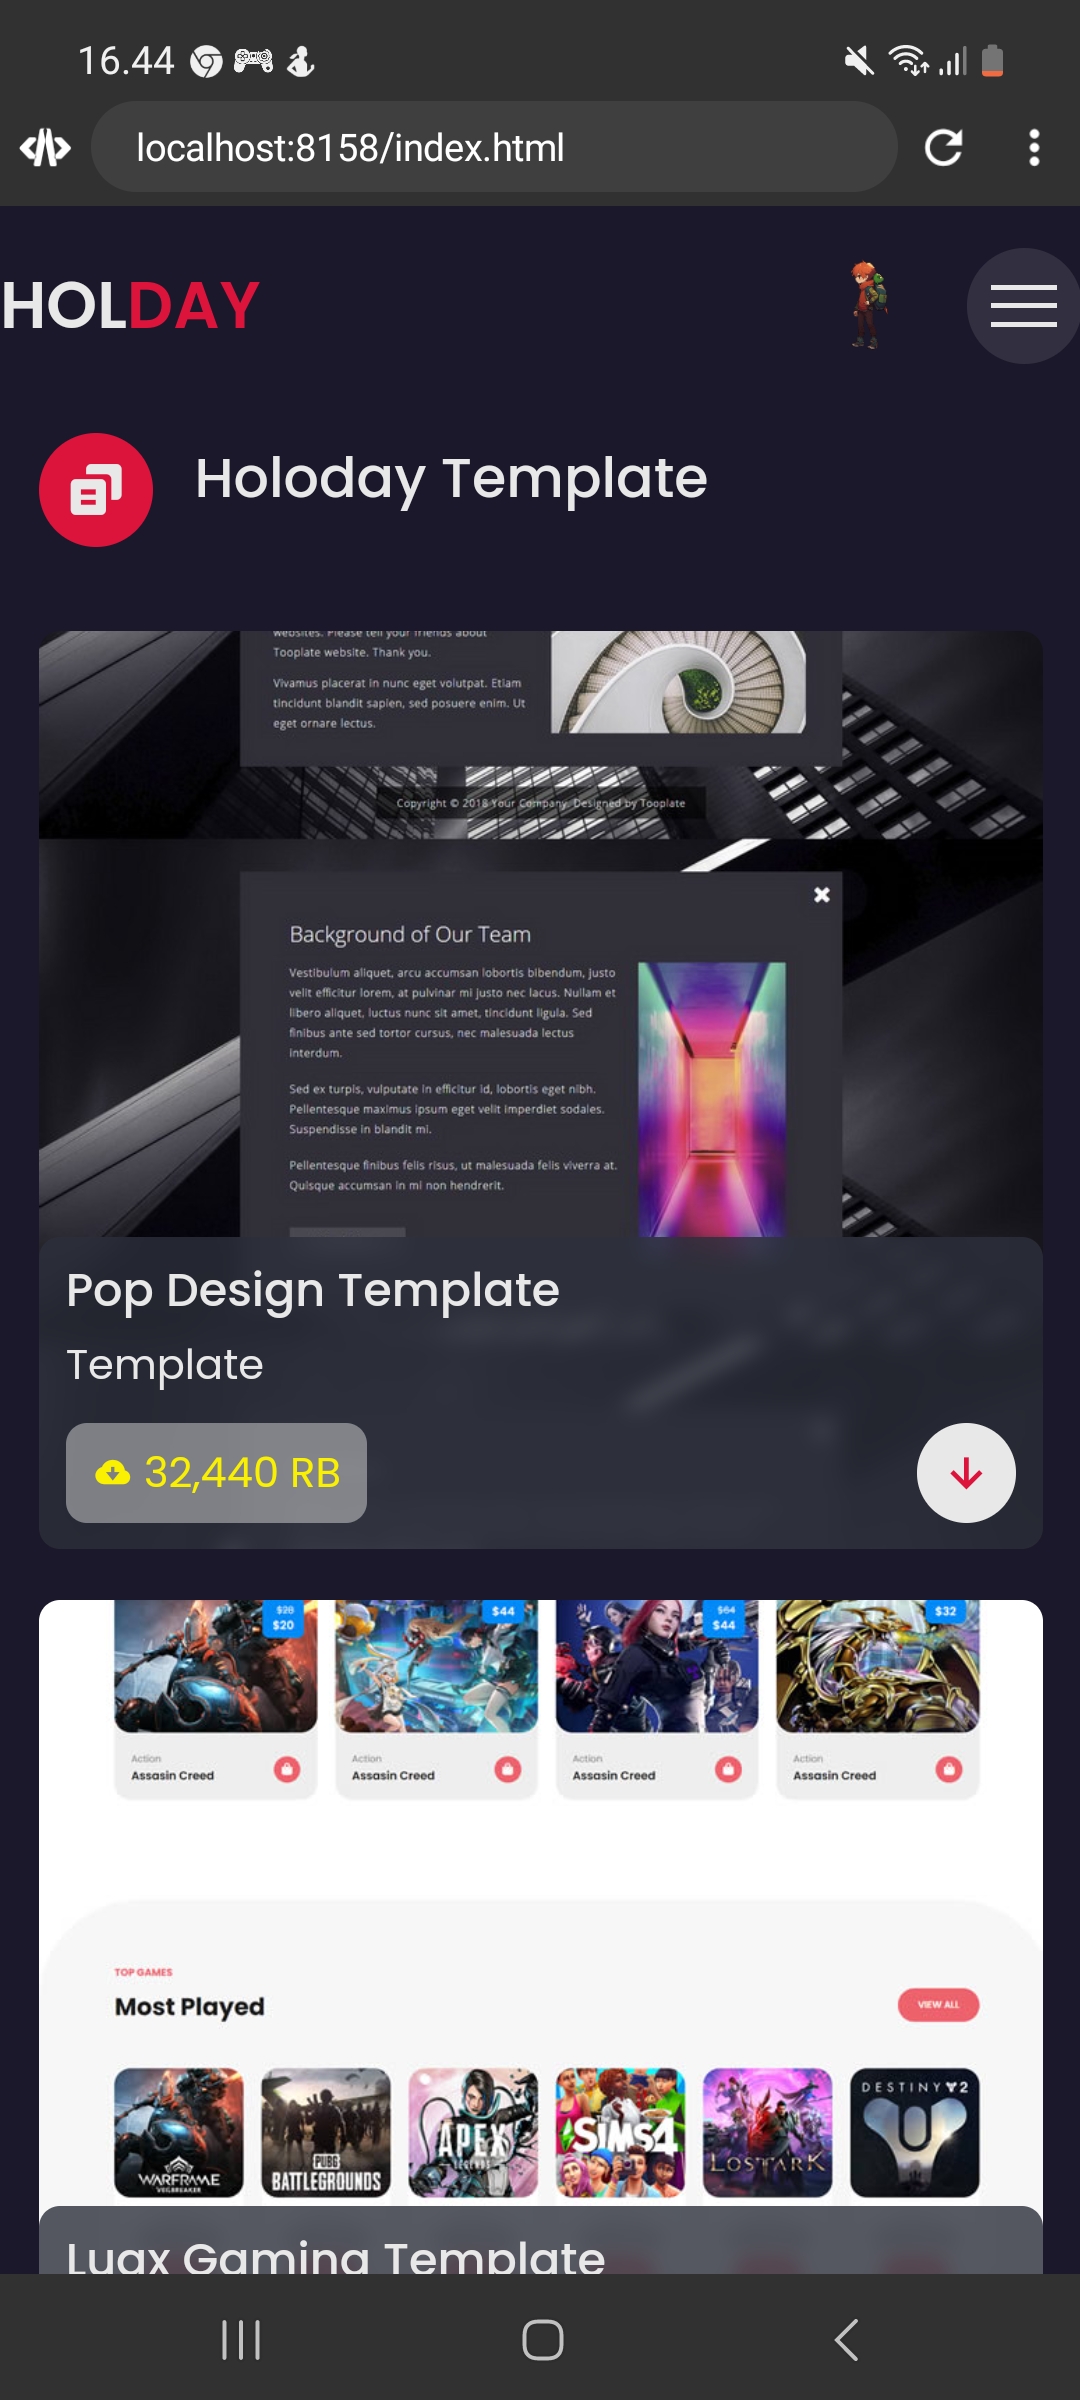 16.44
localhost:8158/index.html
HOLDAY
Holoday Template
websites. Please tell your friends about
Tooplate website. Thank you.
Vivamus placerat in nunc eget volutpat. Etiam
tincidunt blandit sapien, sed posuere enim. Ut
eget ornare lectus.
Copyright © 2018 Your Company. Designed by Tooplate
Background of Our Team
Vestibulum aliquet, arcu accumsan lobortis bibendum, justo
velit efficitur lorem, at pulvinar mi justo nec lacus. Nullam et
libero aliquet, luctus nunc sit amet, tincidunt ligula. Sed
finibus ante sed tortor cursus, nec malesuada lectus
interdum.
Sed ex turpis, vulputate in efficitur id, lobortis eget nibh.
Pellentesque maximus ipsum eget velit imperdiet sodales.
Suspendisse in blandit mi.
Pellentesque finibus felis risus, ut malesuada felis viverra at.
Quisque accumsan in mi non hendrerit.
Pop Design Template
Template
32,440 RB
$28 $64
$20 $44 $44 $32
Action Action Action Action
Assasin Creed Assasin Creed Assasin Creed Assasin Creed
TOP GAMES
Most Played
VIEW ALL
WARFRAME
VEGBREAKER
PUBG
BATTLEGROUNDS
APEX
LEGENDS
THE
SIMS4
LOST ARK
DESTINY 2
Lugx Gaming Template